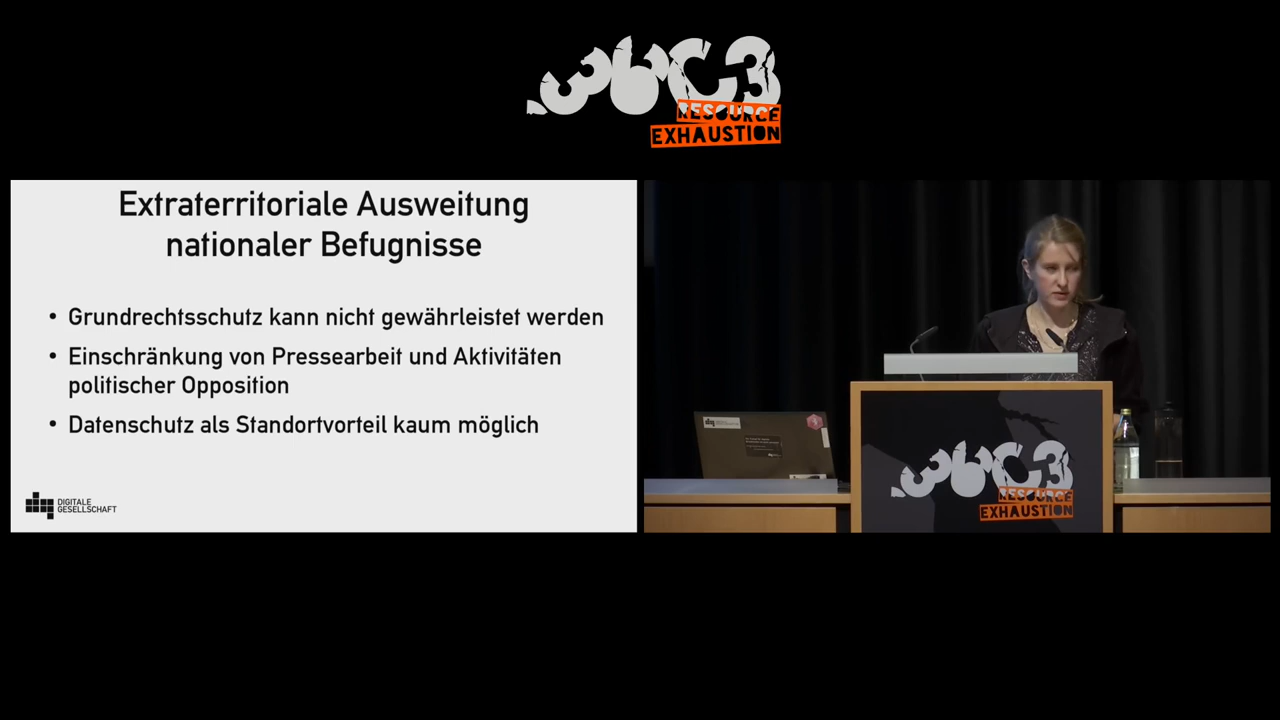 36C3
RESOURCE
EXHAUSTION
Extraterritoriale Ausweitung
nationaler Befugnisse
• Grundrechtsschutz kann nicht gewährleistet werden
• Einschränkung von Pressearbeit und Aktivitäten
politischer Opposition
• Datenschutz als Standortvorteil kaum möglich
DIGITALE
GESELLSCHAFT
36C3
RESOURCE
EXHAUSTION